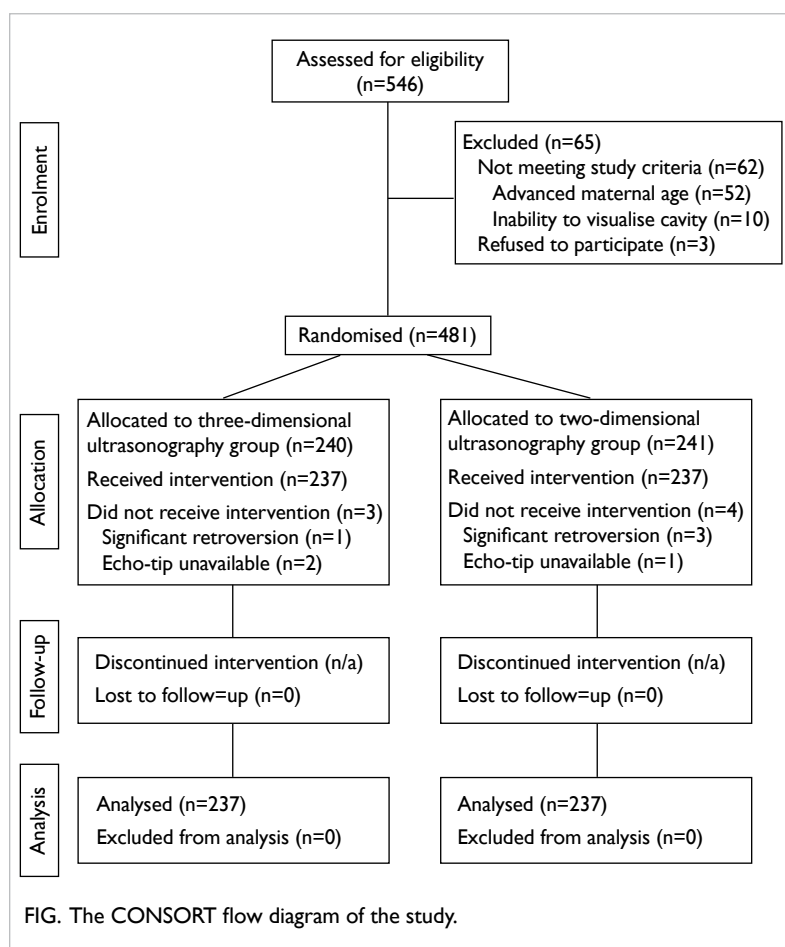 Assessed for eligibility
(n=546)
Enrolment
Excluded (n=65)
Not meeting study criteria (n=62)
Advanced maternal age (n=52)
Inability to visualise cavity (n=10)
Refused to participate (n=3)
Randomised (n=481)
Allocation
Allocated to three-dimensional
ultrasonography group (n=240)
Received intervention (n=237)
Did not receive intervention (n=3)
Significant retroversion (n=1)
Echo-tip unavailable (n=2)
Allocated to two-dimensional
ultrasonography group (n=241)
Received intervention (n=237)
Did not receive intervention (n=4)
Significant retroversion (n=3)
Echo-tip unavailable (n=1)
Follow-up
Discontinued intervention (n/a)
Lost to follow=up (n=0)
Discontinued intervention (n/a)
Lost to follow=up (n=0)
Analysis
Analysed (n=237)
Excluded from analysis (n=0)
Analysed (n=237)
Excluded from analysis (n=0)
FIG. The CONSORT flow diagram of the study.